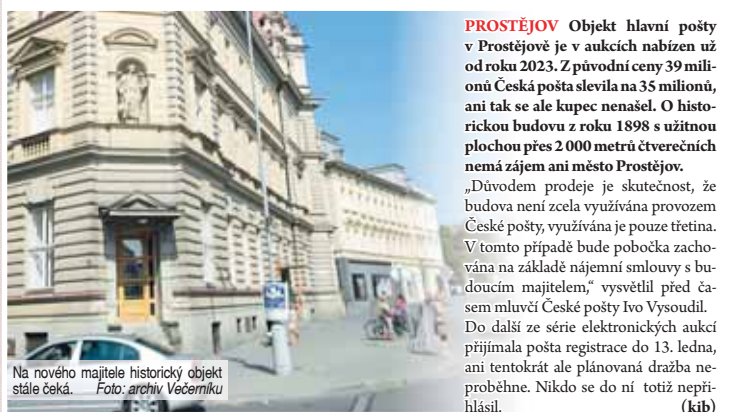 PROSTĚJOV Objekt hlavní pošty
v Prostějově je v aukcích nabízen už
od roku 2023. Z původní ceny 39 mili-
onů Česká pošta slevila na 35 milionů,
ani tak se ale kupec nenašel. O histo-
rickou budovu z roku 1898 s užitnou
plochou přes 2 000 metrů čtverečních
nemá zájem ani město Prostějov.
„Důvodem prodeje je skutečnost, že
budova není zcela využívána provozem
České pošty, využívána je pouze třetina.
V tomto případě bude pobočka zacho-
vána na základě nájemní smlouvy s bu-
doucím majitelem,“ vysvětlil před ča-
sem mluvčí České pošty Ivo Vysoudil.
Do další ze série elektronických aukcí
přijímala pošta registrace do 13. ledna,
ani tentokrát ale plánovaná dražba ne-
proběhne. Nikdo se do ní totiž nepři-
hlásil. (kib)
Na nového majitele historický objekt
stále čeká. Foto: archiv Večerníku